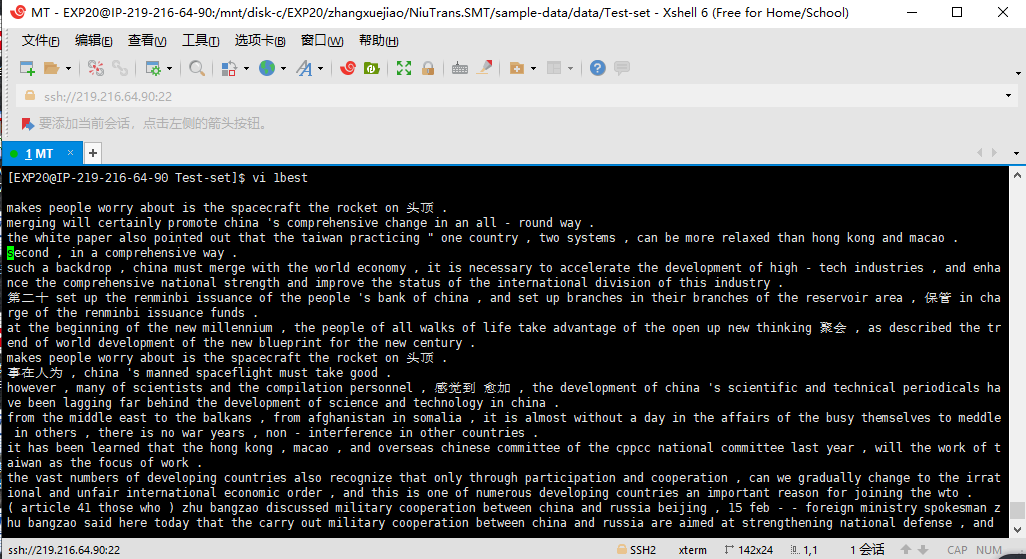 MT - EXP20@IP-219-216-64-90:/mnt/disk-c/EXP20/zhangxuejiao/NiuTrans.SMT/sample-data/data/Test-set - Xshell 6 (Free for Home/School)
文件(F) 编辑(E) 查看(V) 工具(T) 选项卡(B) 窗口(W) 帮助(H)
ssh://219.216.64.90:22
要添加当前会话，点击左侧的箭头按钮。
1 MT × +
[EXP20@IP-219-216-64-90 Test-set]$ vi 1best
makes people worry about is the spacecraft the rocket on 头顶 .
merging will certainly promote china 's comprehensive change in an all - round way .
the white paper also pointed out that the taiwan practicing " one country , two systems , can be more relaxed than hong kong and macao .
second , in a comprehensive way .
such a backdrop , china must merge with the world economy , it is necessary to accelerate the development of high - tech industries , and enha
nce the comprehensive national strength and improve the status of the international division of this industry .
第二十 set up the renminbi issuance of the people 's bank of china , and set up branches in their branches of the reservoir area , 保管 in cha
rge of the renminbi issuance funds .
at the beginning of the new millennium , the people of all walks of life take advantage of the open up new thinking 聚会 , as described the tr
end of world development of the new blueprint for the new century .
makes people worry about is the spacecraft the rocket on 头顶 .
事在人为 , china 's manned spaceflight must take good .
however , many of scientists and the compilation personnel , 感觉到 愈加 , the development of china 's scientific and technical periodicals ha
ve been lagging far behind the development of science and technology in china .
from the middle east to the balkans , from afghanistan in somalia , it is almost without a day in the affairs of the busy themselves to meddle
in others , there is no war years , non - interference in other countries .
it has been learned that the hong kong , macao , and overseas chinese committee of the cppcc national committee last year , will the work of t
aiwan as the focus of work .
the vast numbers of developing countries also recognize that only through participation and cooperation , can we gradually change to the irrat
ional and unfair international economic order , and this is one of numerous developing countries an important reason for joining the wto .
( article 41 those who ) zhu bangzao discussed military cooperation between china and russia beijing , 15 feb - - foreign ministry spokesman z
hu bangzao said here today that the carry out military cooperation between china and russia are aimed at strengthening national defense , and
ssh://219.216.64.90:22 SSH2 xterm 142x24 1,1 1 会话 CAP NUM